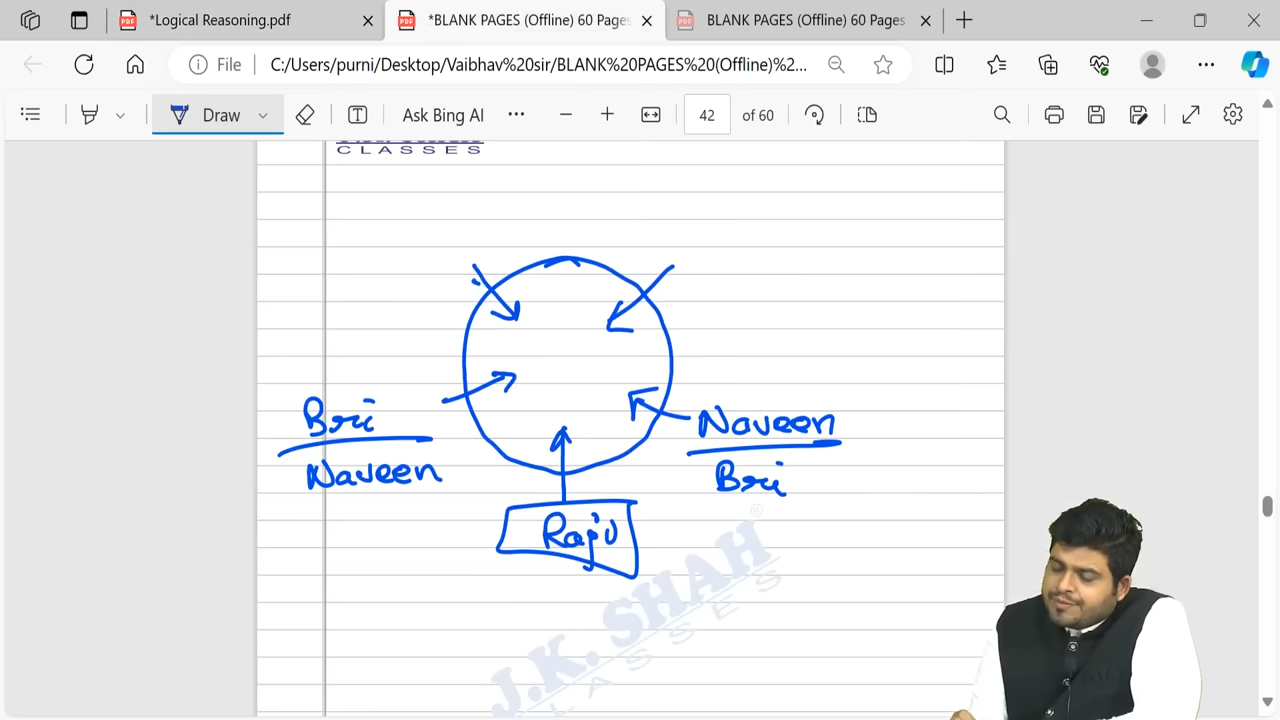 *Logical Reasoning.pdf
*BLANK PAGES (Offline) 60 Pages
BLANK PAGES (Offline) 60 Pages
File
C:/Users/purni/Desktop/Vaibhav%20sir/BLANK%20PAGES%20(Offline)%2...
Draw
Ask Bing AI
42
of 60
CLASSES
Bri
Naveen
Naveen
Bri
Raju
J.K. SHAH®
CLASSES